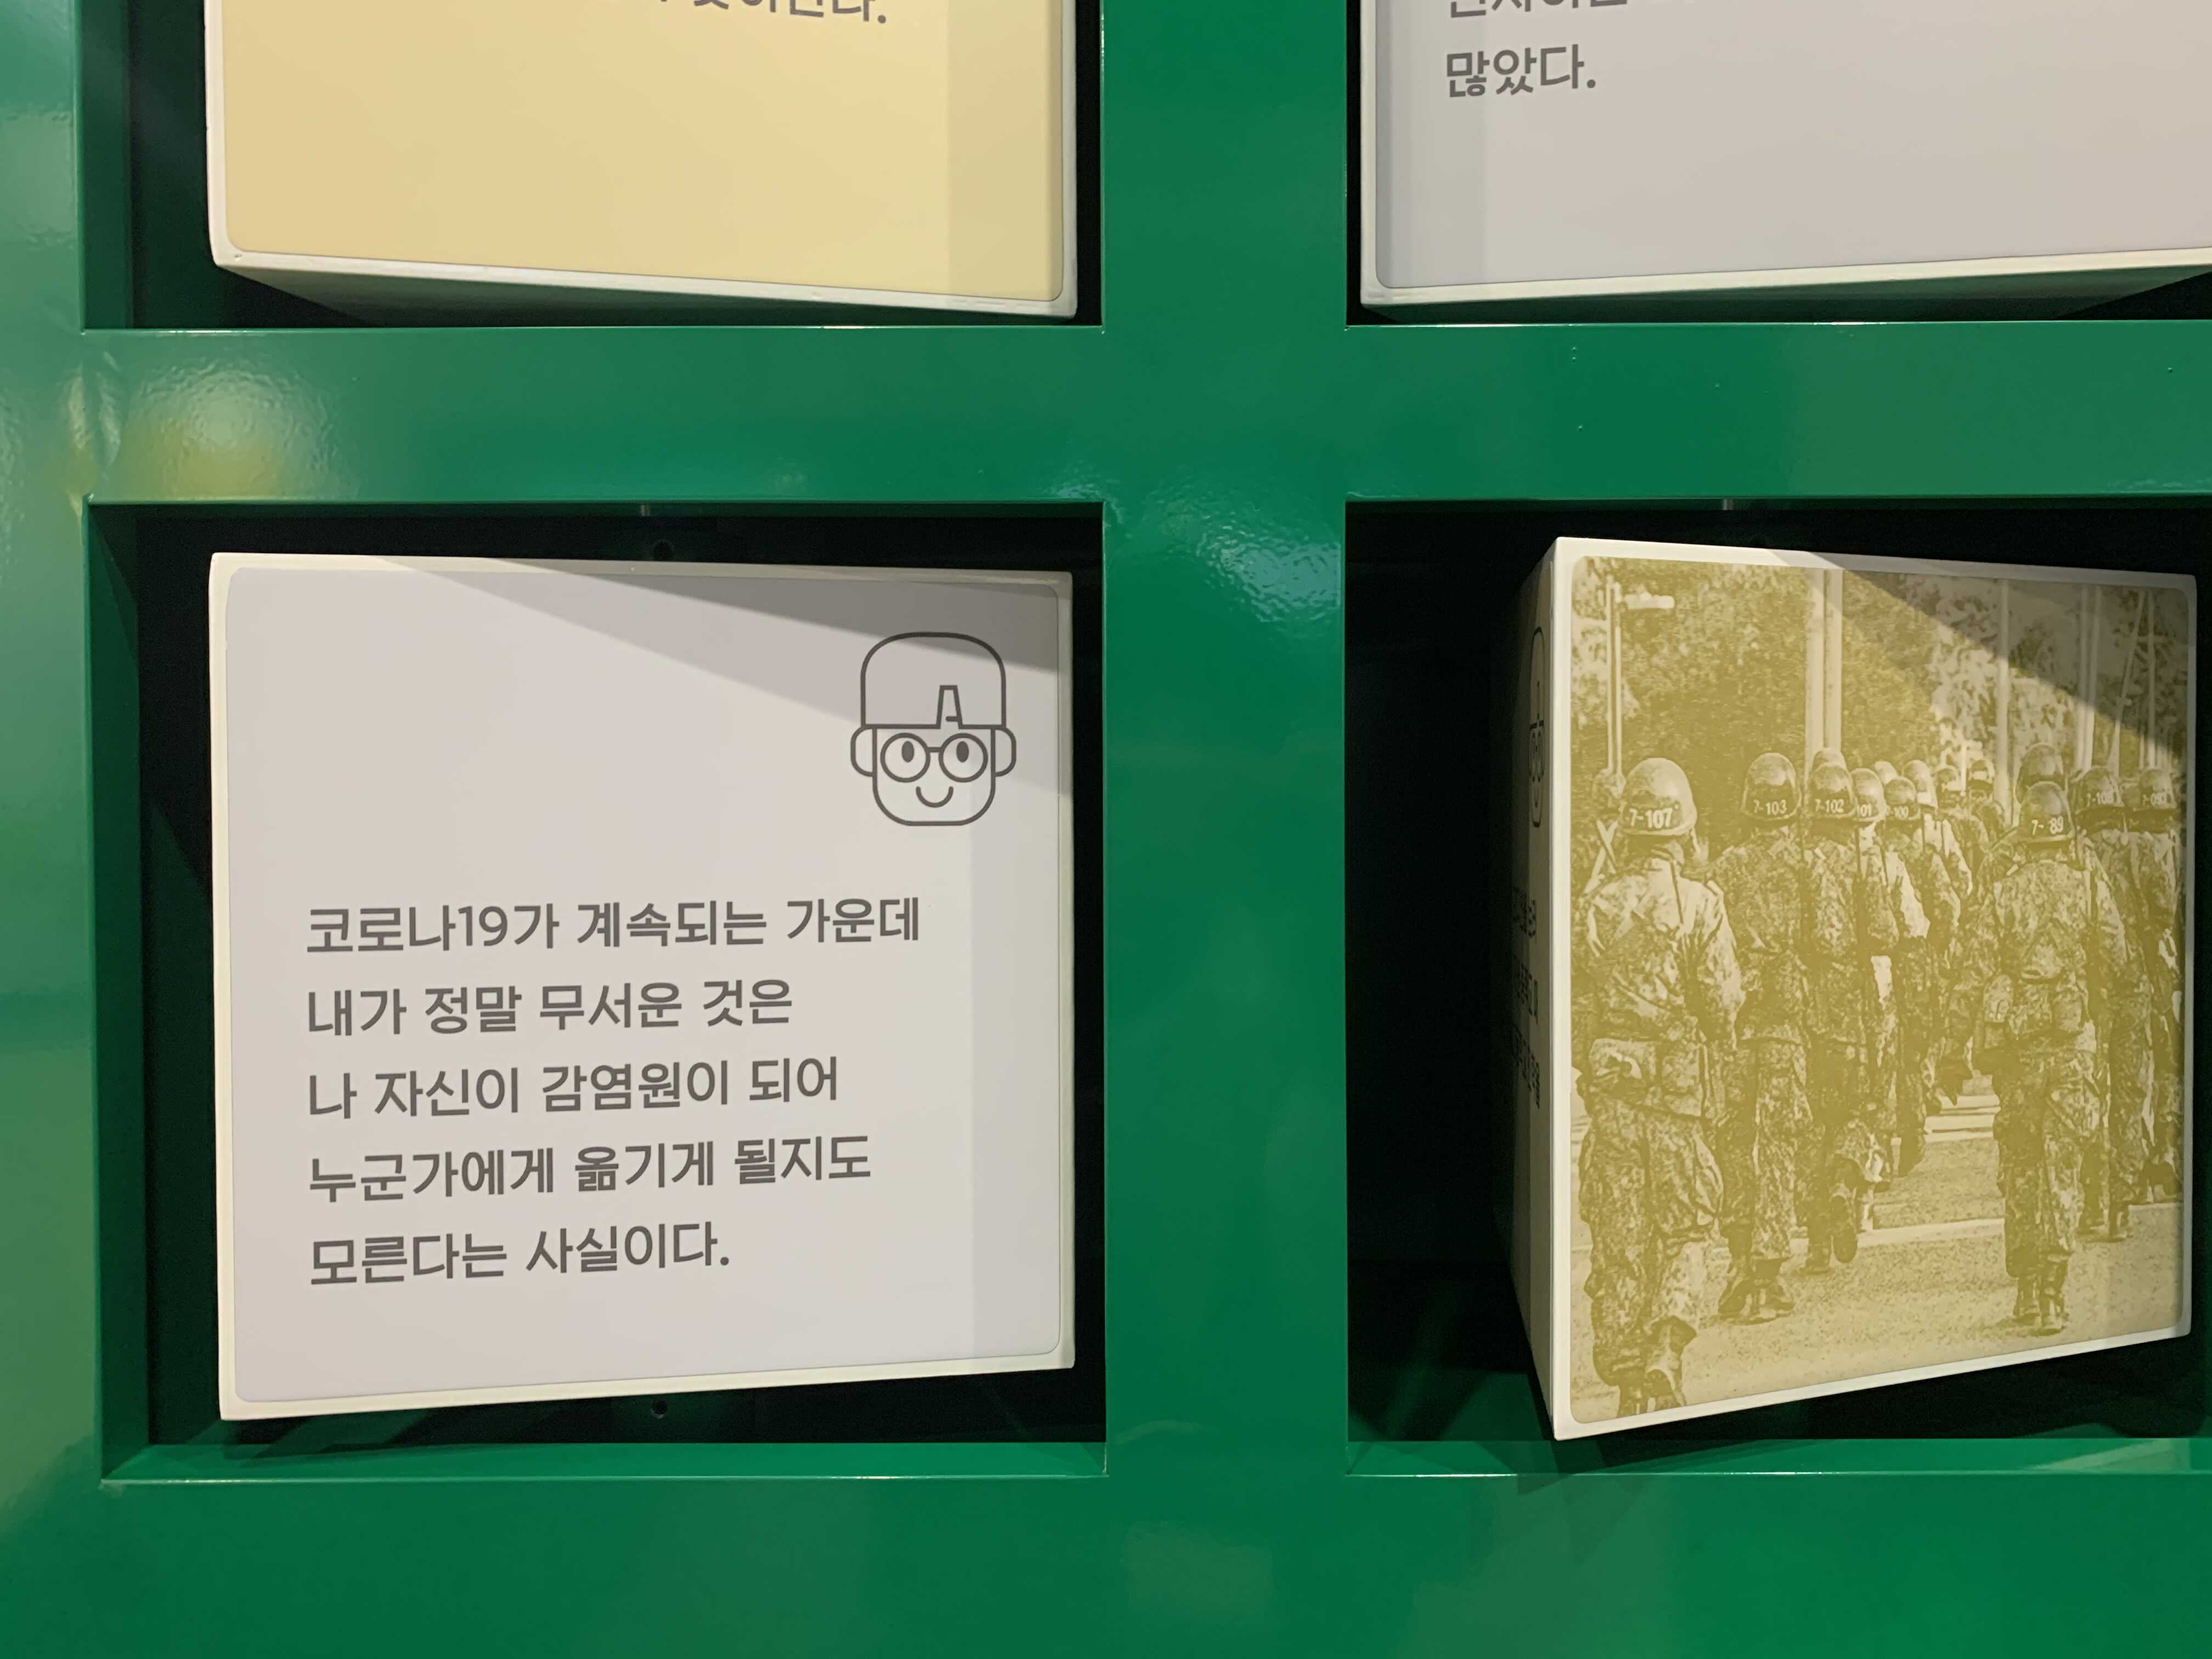 많았다.
코로나19가 계속되는 가운데
내가 정말 무서운 것은
나 자신이 감염원이 되어
누군가에게 옮기게 될지도
모른다는 사실이다.
7-107
7-103
7-102
101
100
7-89